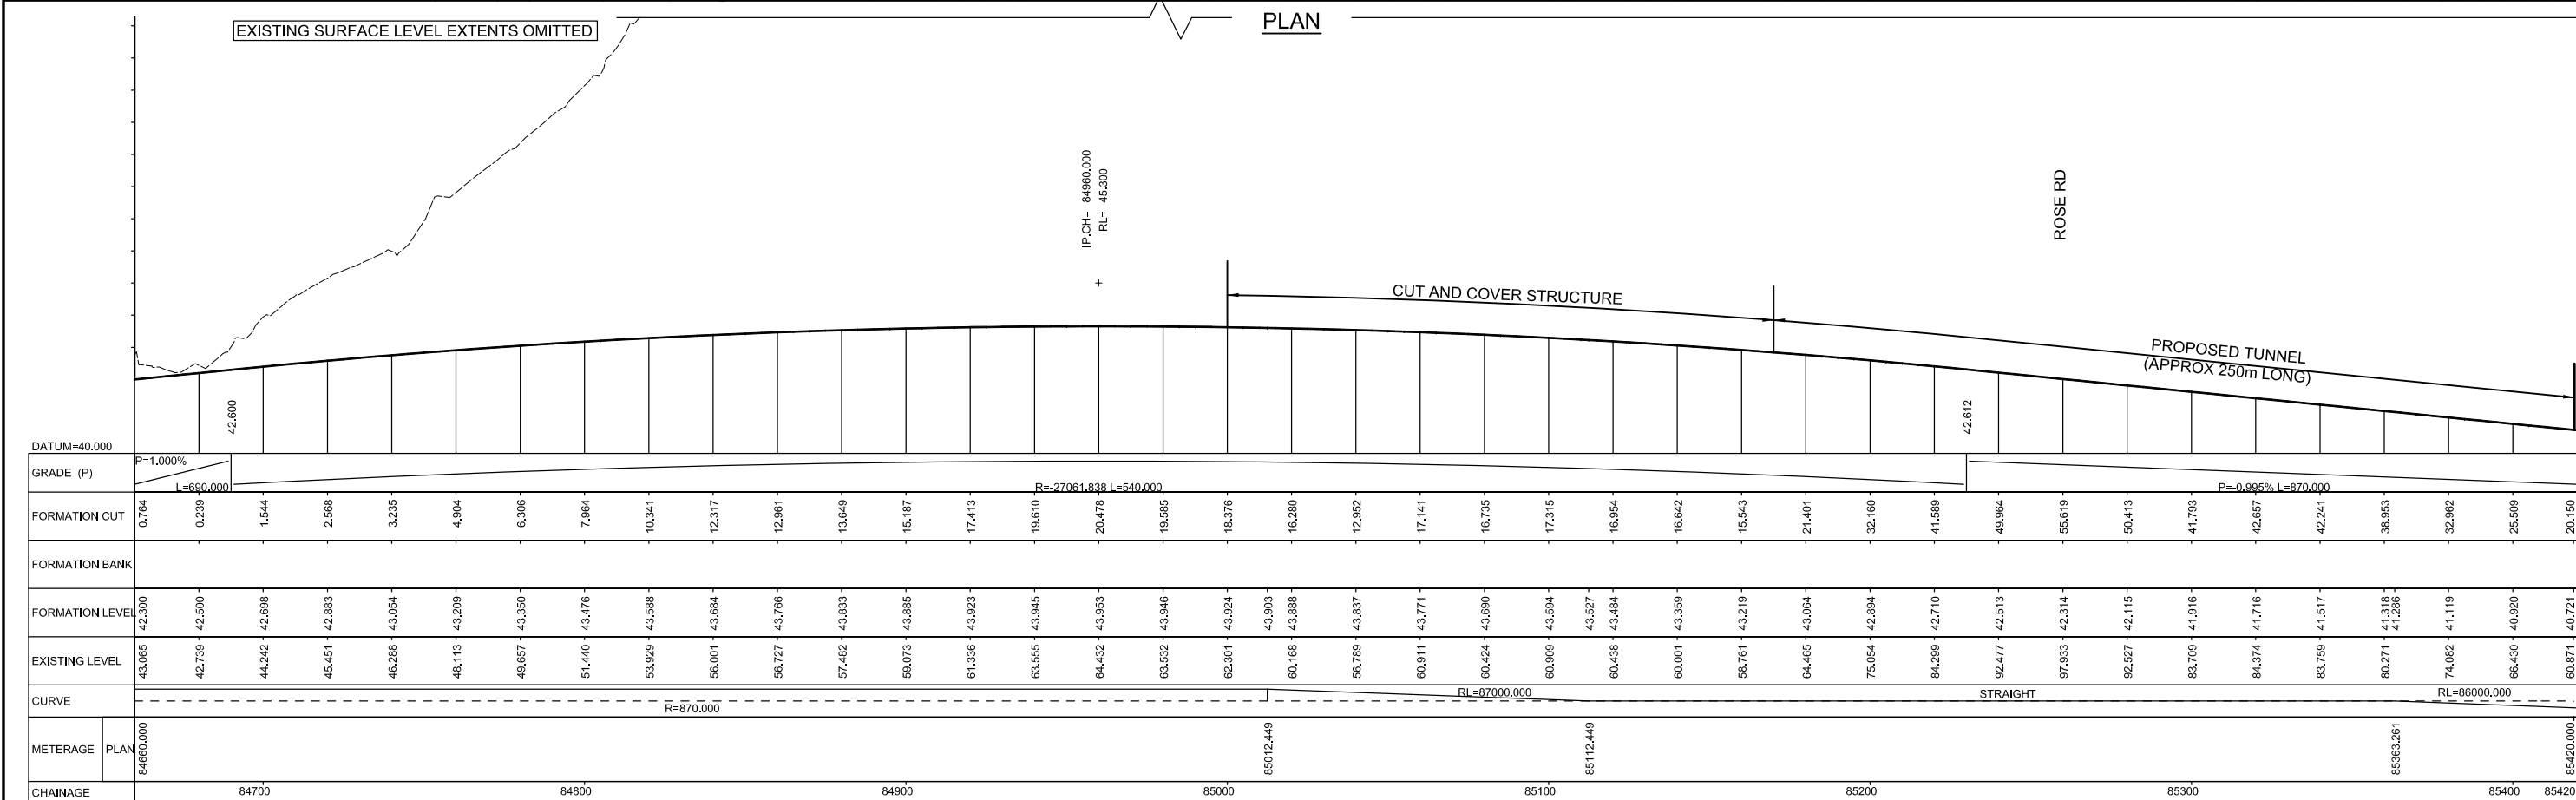 PLAN
EXISTING SURFACE LEVEL EXTENTS OMITTED
IP.CH= 84960.000
RL= 45.300
ROSE RD
CUT AND COVER STRUCTURE
PROPOSED TUNNEL
(APPROX 250m LONG)
42.600
42.612
DATUM=40.000
GRADE (P) P=1.000% L=690.000 R=-27061.838 L=540.000 P=-0.995% L=870.000
FORMATION CUT 0.764 0.239 1.544 2.568 3.235 4.904 6.306 7.964 10.341 12.317 12.961 13.649 15.187 17.413 19.610 20.478 19.585 18.376 16.280 12.952 17.141 16.735 17.315 16.954 16.642 15.543 21.401 32.160 41.589 49.964 55.619 50.413 41.793 42.657 42.241 38.953 32.962 25.509 20.150
FORMATION BANK
FORMATION LEVEL 42.300 42.500 42.698 42.883 43.054 43.209 43.350 43.476 43.588 43.684 43.766 43.833 43.885 43.923 43.945 43.953 43.946 43.924 43.903 43.888 43.837 43.771 43.690 43.594 43.527 43.484 43.359 43.219 43.064 42.894 42.710 42.513 42.314 42.115 41.916 41.716 41.517 41.318 41.286 41.119 40.920 40.721
EXISTING LEVEL 43.065 42.739 44.242 45.451 46.288 48.113 49.657 51.440 53.929 56.001 56.727 57.482 59.073 61.336 63.555 64.432 63.532 62.301 60.168 56.789 60.911 60.424 60.909 60.438 60.001 58.761 64.465 75.054 84.299 92.477 97.933 92.527 83.709 84.374 83.759 80.271 74.082 66.430 60.871
CURVE R=870.000 RL=87000.000 STRAIGHT RL=86000.000
METERAGE PLAN 84660.000 85012.449 85112.449 85363.261 85420.000
CHAINAGE 84700 84800 84900 85000 85100 85200 85300 85400 85420